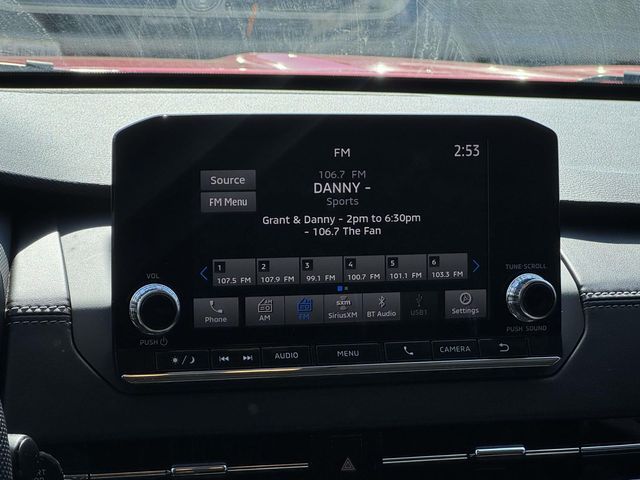 FM
2:53
106.7 FM
DANNY -
Sports
Source
FM Menu
Grant & Danny - 2pm to 6:30pm
- 106.7 The Fan
1 2 3 4 5 6
107.5 FM 107.9 FM 99.1 FM 100.7 FM 101.1 FM 103.3 FM
VOL
TUNE·SCROLL
Phone
AM
FM
SXM
SiriusXM
BT Audio
USB1
Settings
PUSH
PUSH SOUND
AUDIO
MENU
CAMERA
START